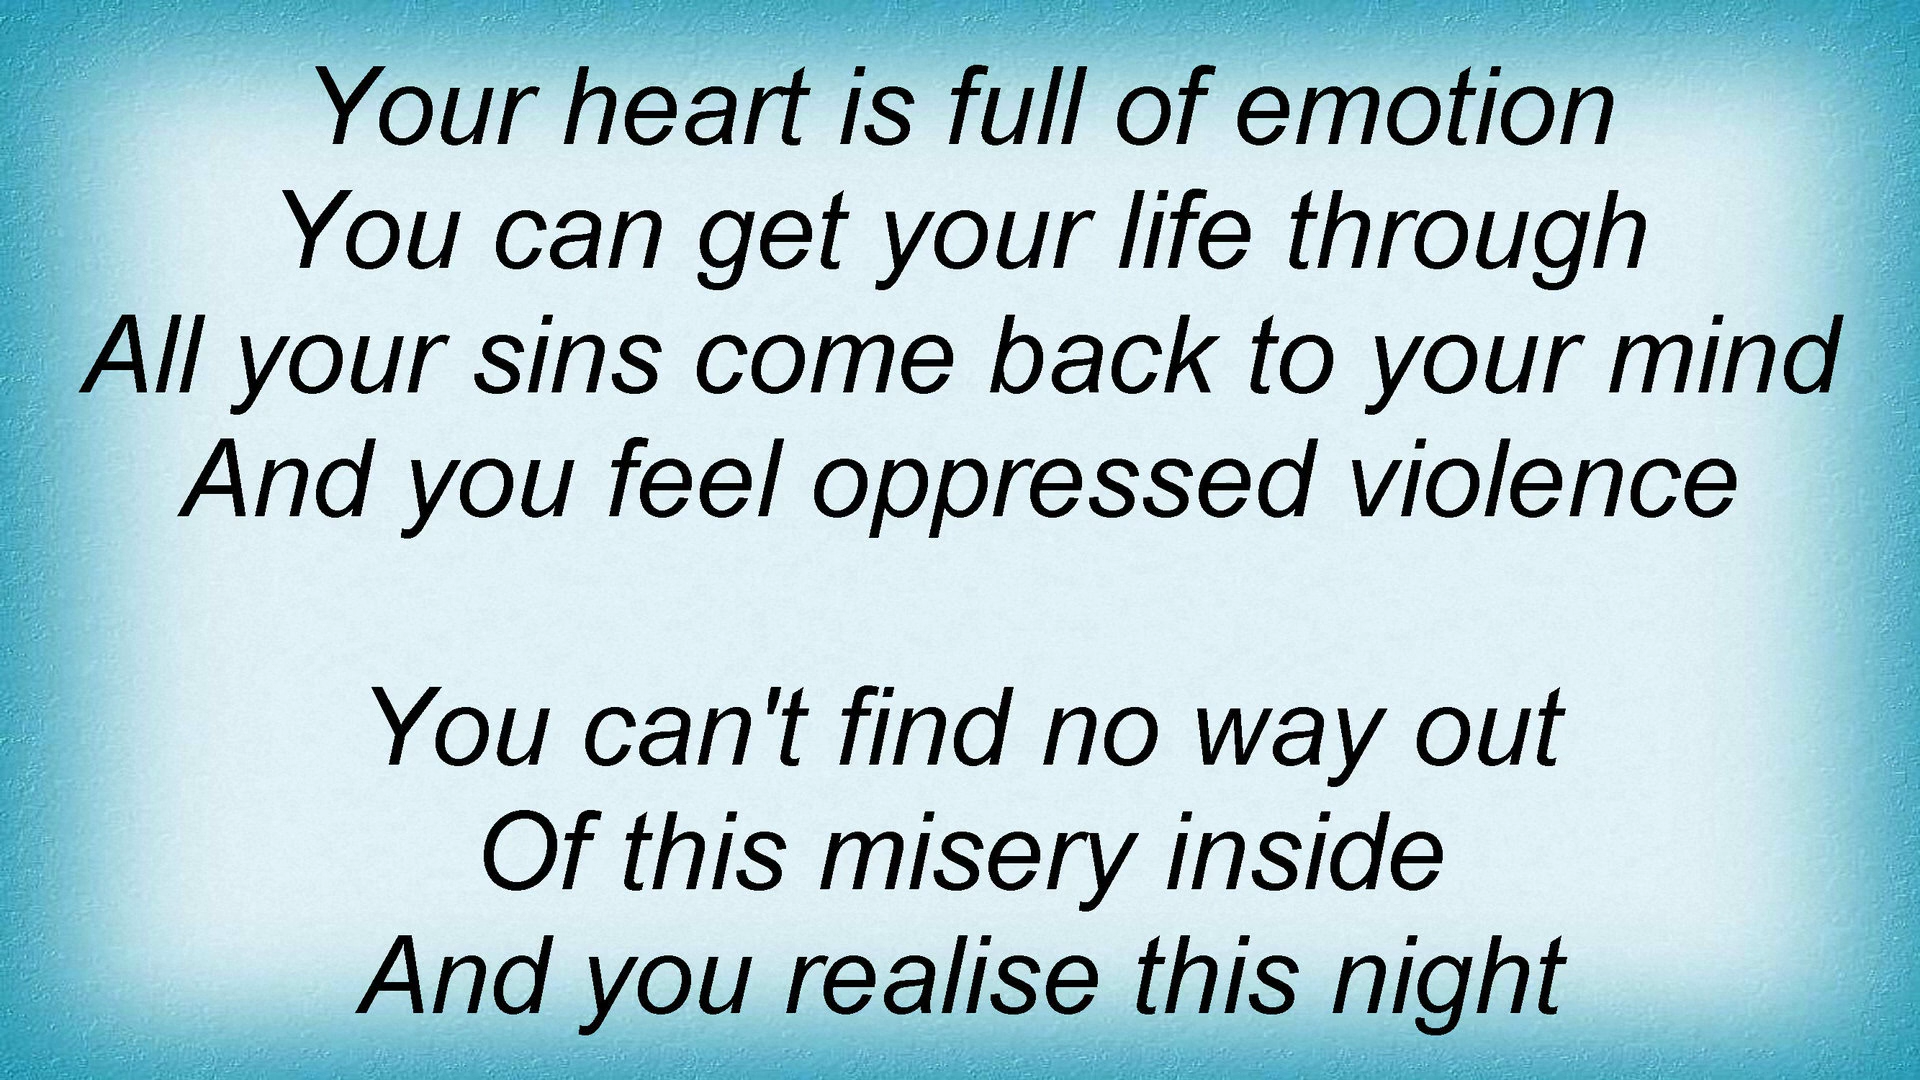 Your heart is full of emotion
You can get your life through
All your sins come back to your mind
And you feel oppressed violence
You can't find no way out
Of this misery inside
And you realise this night